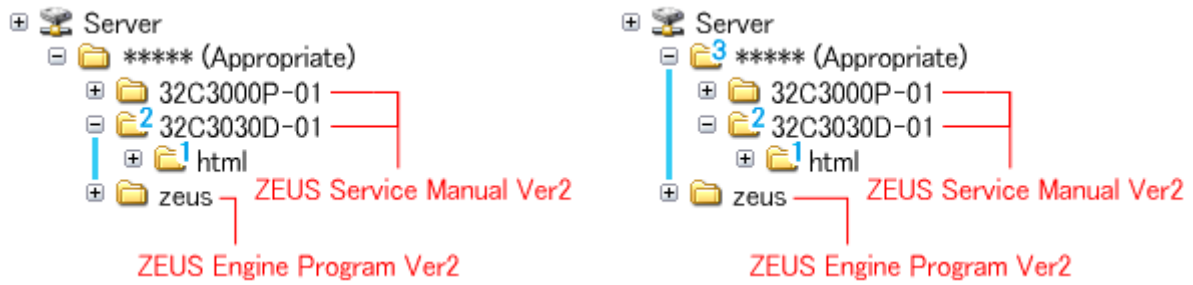 Server
***** (Appropriate)
32C3000P-01
2 32C3030D-01
1 html
zeus
ZEUS Service Manual Ver2
ZEUS Engine Program Ver2
Server
3 ***** (Appropriate)
32C3000P-01
2 32C3030D-01
1 html
zeus
ZEUS Service Manual Ver2
ZEUS Engine Program Ver2